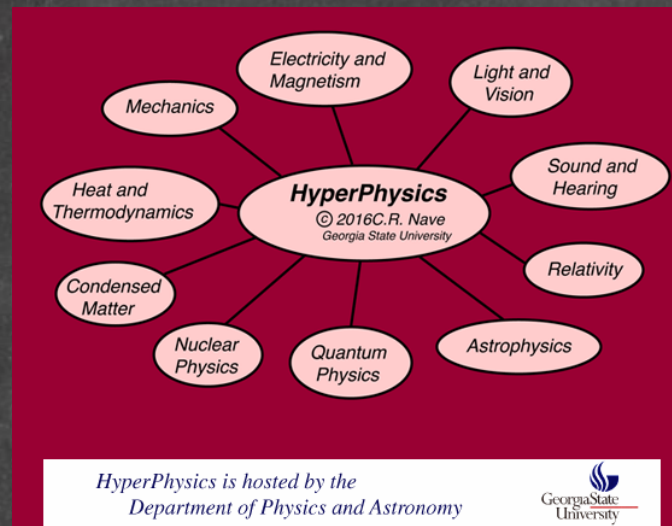 Electricity and
Magnetism
Light and
Vision
Mechanics
Sound and
Hearing
Heat and
Thermodynamics
HyperPhysics
© 2016C.R. Nave
Georgia State University
Relativity
Condensed
Matter
Nuclear
Physics
Quantum
Physics
Astrophysics
HyperPhysics is hosted by the
Department of Physics and Astronomy
GeorgiaState
University